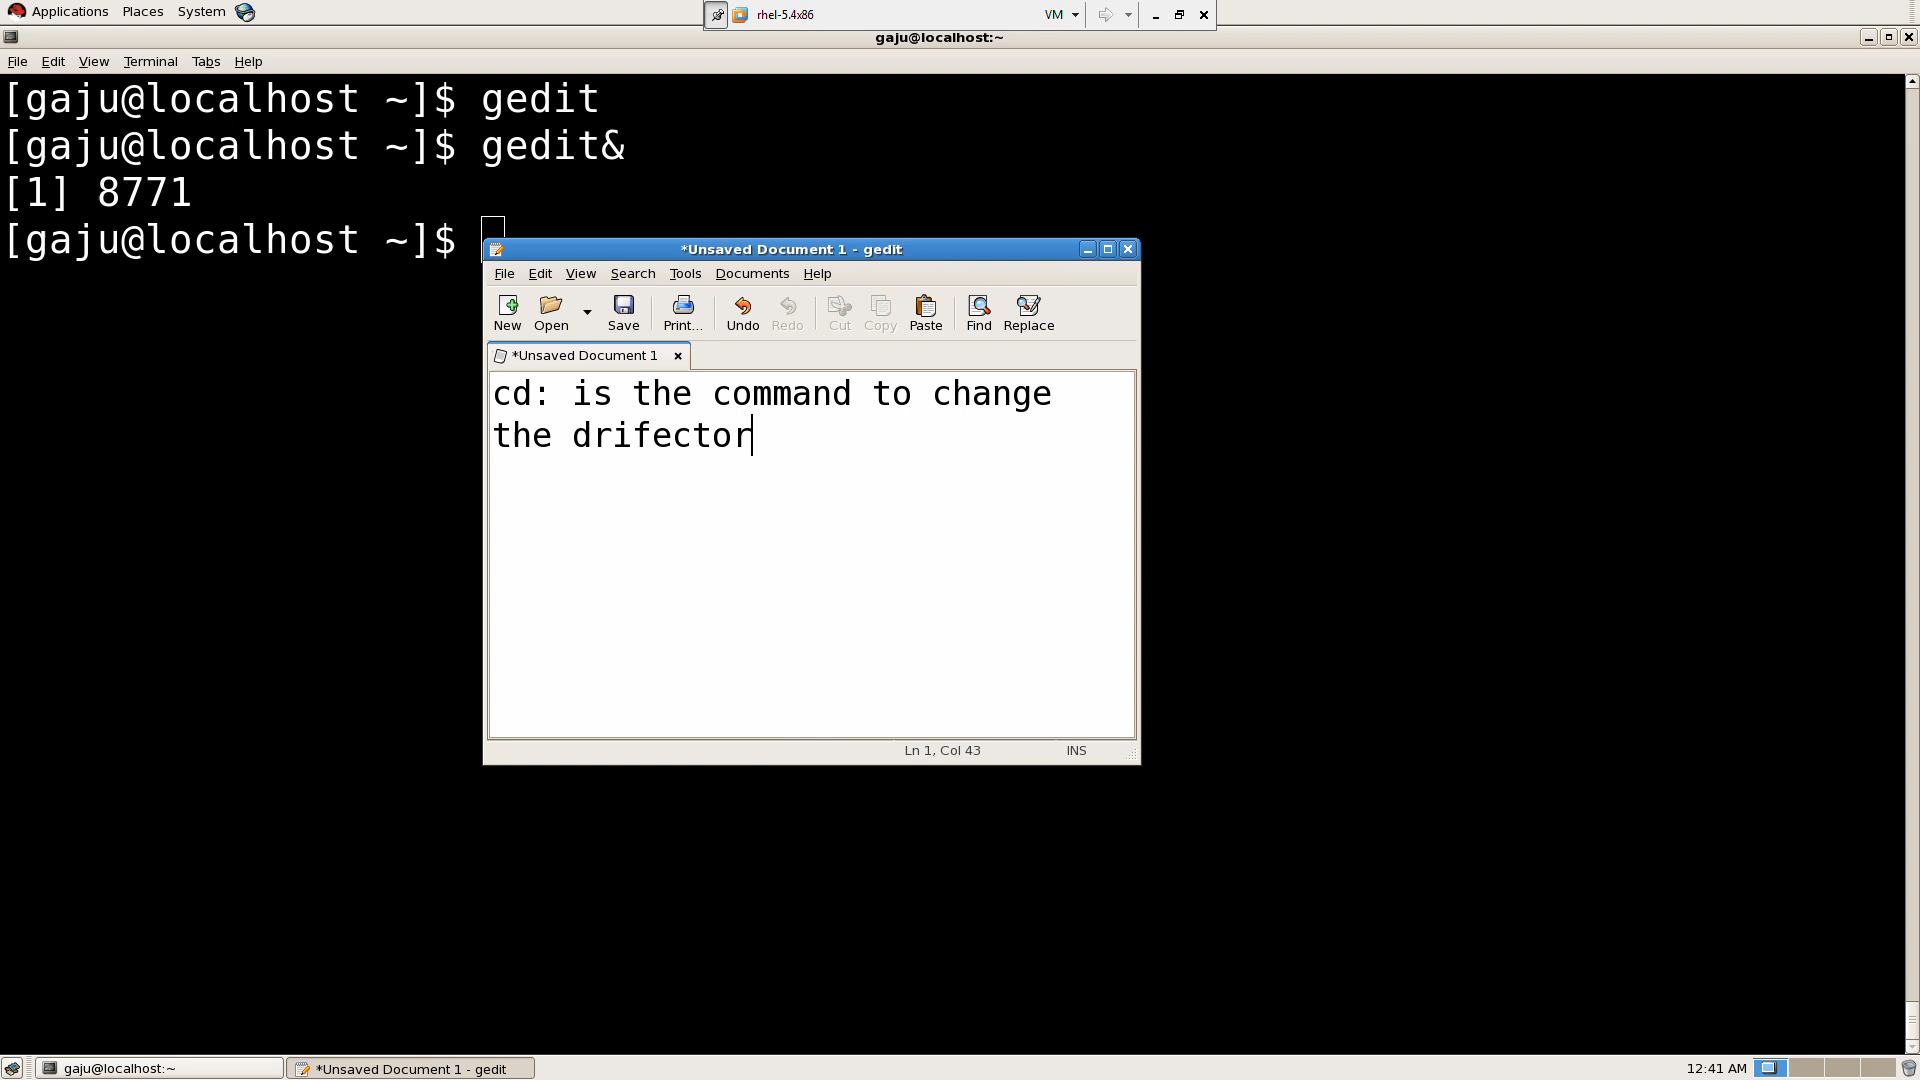 Applications Places System
rhel-5.4x86 VM
gaju@localhost:~
File Edit View Terminal Tabs Help
[gaju@localhost ~]$ gedit
[gaju@localhost ~]$ gedit&
[1] 8771
[gaju@localhost ~]$
*Unsaved Document 1 - gedit
File Edit View Search Tools Documents Help
New Open Save Print... Undo Redo Cut Copy Paste Find Replace
*Unsaved Document 1
cd: is the command to change
the drifector
Ln 1, Col 43 INS
gaju@localhost:~ *Unsaved Document 1 - gedit 12:41 AM